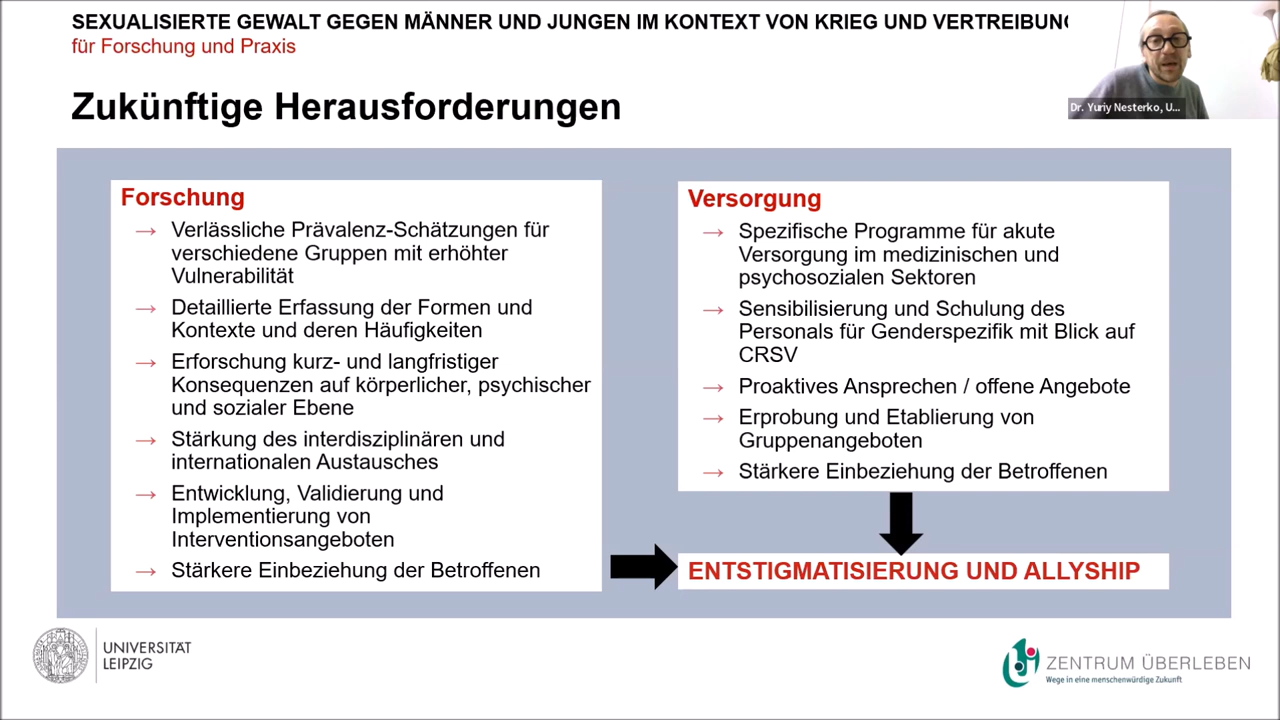 SEXUALISIERTE GEWALT GEGEN MÄNNER UND JUNGEN IM KONTEXT VON KRIEG UND VERTREIBUNG
für Forschung und Praxis
Dr. Yuriy Nesterko, U...
Zukünftige Herausforderungen
Forschung
→ Verlässliche Prävalenz-Schätzungen für
verschiedene Gruppen mit erhöhter
Vulnerabilität
→ Detaillierte Erfassung der Formen und
Kontexte und deren Häufigkeiten
→ Erforschung kurz- und langfristiger
Konsequenzen auf körperlicher, psychischer
und sozialer Ebene
→ Stärkung des interdisziplinären und
internationalen Austausches
→ Entwicklung, Validierung und
Implementierung von
Interventionsangeboten
→ Stärkere Einbeziehung der Betroffenen
Versorgung
→ Spezifische Programme für akute
Versorgung im medizinischen und
psychosozialen Sektoren
→ Sensibilisierung und Schulung des
Personals für Genderspezifik mit Blick auf
CRSV
→ Proaktives Ansprechen / offene Angebote
→ Erprobung und Etablierung von
Gruppenangeboten
→ Stärkere Einbeziehung der Betroffenen
ENTSTIGMATISIERUNG UND ALLYSHIP
UNIVERSITÄT
LEIPZIG
ZENTRUM ÜBERLEBEN
Wege in eine menschenwürdige Zukunft